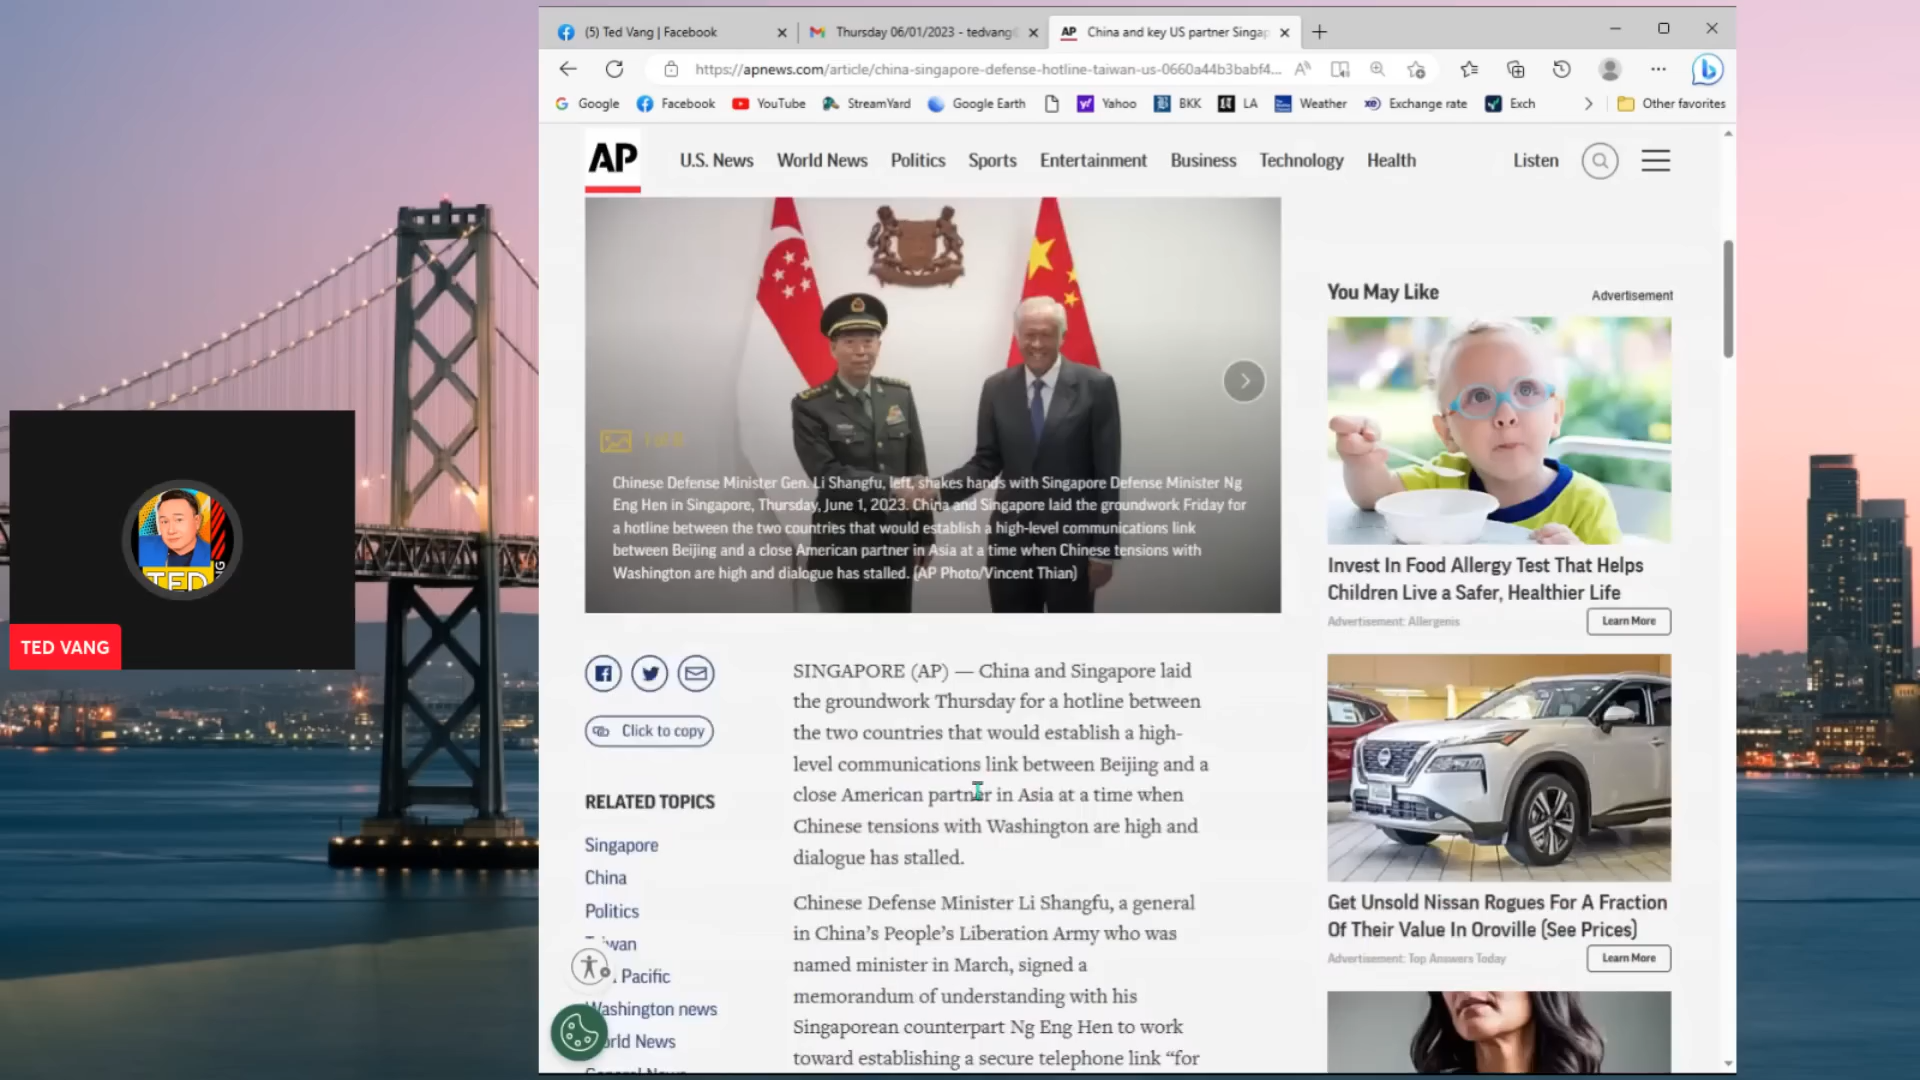 (5) Ted Vang | Facebook
Thursday 06/01/2023 - tedvang
AP China and key US partner Singap
https://apnews.com/article/china-singapore-defense-hotline-taiwan-us-0660a44b3babf4...
Google
Facebook
YouTube
StreamYard
Google Earth
Yahoo
BKK
LA
Weather
Exchange rate
Exch
Other favorites
AP
U.S. News
World News
Politics
Sports
Entertainment
Business
Technology
Health
Listen
1 of 6
Chinese Defense Minister Gen. Li Shangfu, left, shakes hands with Singapore Defense Minister Ng
Eng Hen in Singapore, Thursday, June 1, 2023. China and Singapore laid the groundwork Friday for
a hotline between the two countries that would establish a high-level communications link
between Beijing and a close American partner in Asia at a time when Chinese tensions with
Washington are high and dialogue has stalled. (AP Photo/Vincent Thian)
TED
TED VANG
Click to copy
RELATED TOPICS
Singapore
China
Politics
Taiwan
Pacific
Washington news
World News
General News
SINGAPORE (AP) — China and Singapore laid
the groundwork Thursday for a hotline between
the two countries that would establish a high-
level communications link between Beijing and a
close American partner in Asia at a time when
Chinese tensions with Washington are high and
dialogue has stalled.
Chinese Defense Minister Li Shangfu, a general
in China’s People’s Liberation Army who was
named minister in March, signed a
memorandum of understanding with his
Singaporean counterpart Ng Eng Hen to work
toward establishing a secure telephone link “for
You May Like
Advertisement
Invest In Food Allergy Test That Helps
Children Live a Safer, Healthier Life
Advertisement: Allergenis
Learn More
Get Unsold Nissan Rogues For A Fraction
Of Their Value In Oroville (See Prices)
Advertisement: Top Answers Today
Learn More